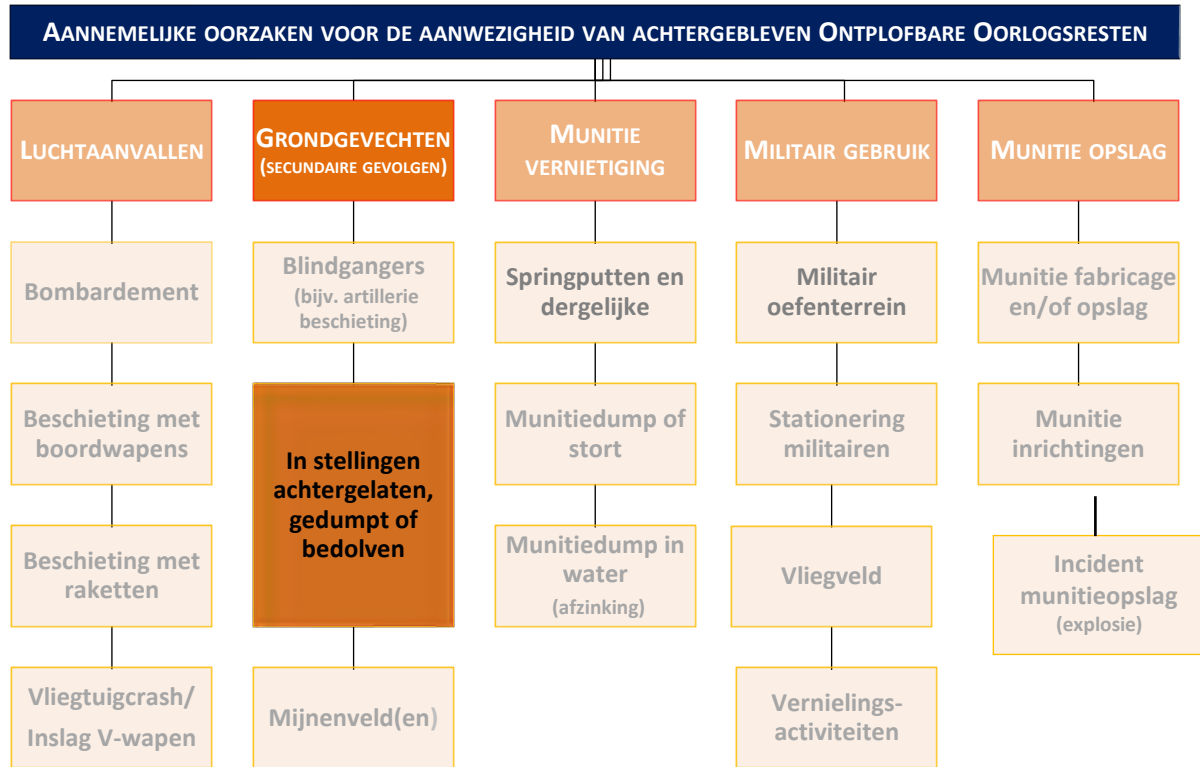 AANNEMELIJKE OORZAKEN VOOR DE AANWEZIGHEID VAN ACHTERGEBLEVEN ONTPLOFBARE OORLOGSRESTEN
LUCHTAANVALLEN
Bombardement
Beschieting met
boordwapens
Beschieting met
raketten
Vliegtuigcrash/
Inslag V-wapen
GRONDGEVECHTEN
(SECUNDAIRE GEVOLGEN)
Blindgangers
(bijv. artillerie
beschieting)
In stellingen
achtergelaten,
gedumpt of
bedolven
Mijnenveld(en)
MUNITIE
VERNIETIGING
Springputten en
dergelijke
Munitiedump of
stort
Munitiedump in
water
(afzinking)
MILITAIR GEBRUIK
Militair
oefenterrein
Stationering
militairen
Vliegveld
Vernielings-
activiteiten
MUNITIE OPSLAG
Munitie fabricage
en/of opslag
Munitie
inrichtingen
Incident
munitieopslag
(explosie)